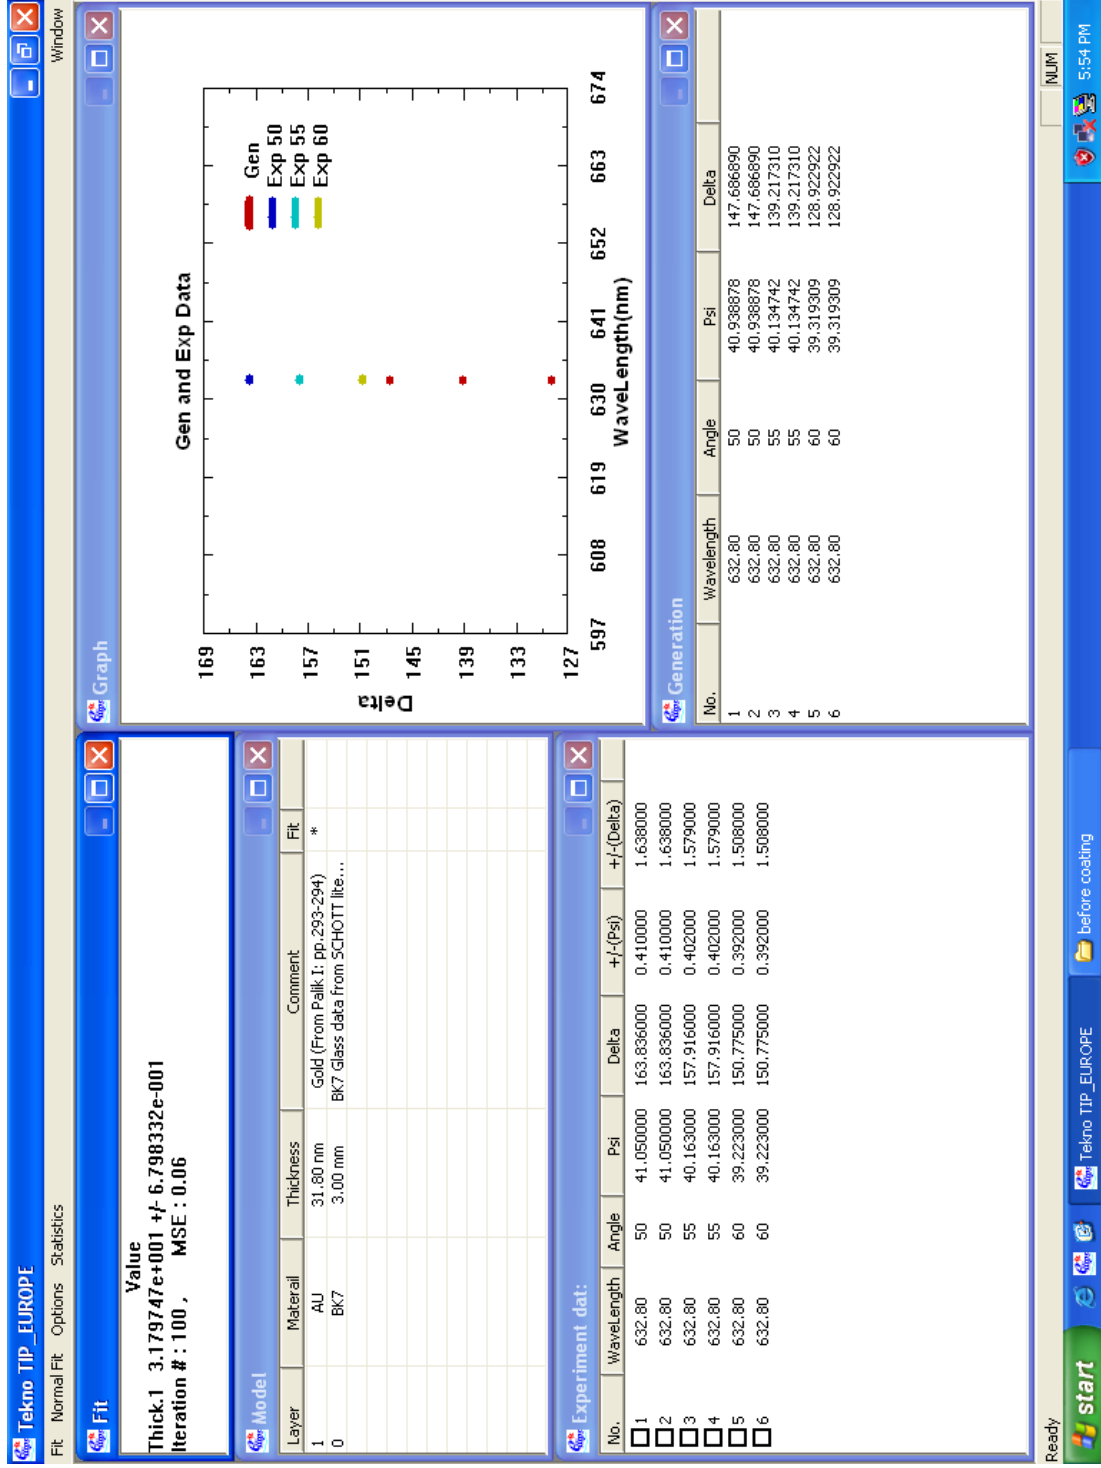 Tekno TIP_EUROPE
Fit Normal Fit Options Statistics Window
Fit
Value
Thick.1 3.179747e+001 +/- 6.798332e-001
Iteration # : 100 , MSE : 0.06
Model
Layer Materail Thickness Comment Fit
1 AU 31.80 nm Gold (From Palik I: pp.293-294) *
0 BK7 3.00 mm BK7 Glass data from SCHOTT lite...
Experiment dat:
No. WaveLength Angle Psi Delta +/-(Psi) +/-(Delta)
1 632.80 50 41.050000 163.836000 0.410000 1.638000
2 632.80 50 41.050000 163.836000 0.410000 1.638000
3 632.80 55 40.163000 157.916000 0.402000 1.579000
4 632.80 55 40.163000 157.916000 0.402000 1.579000
5 632.80 60 39.223000 150.775000 0.392000 1.508000
6 632.80 60 39.223000 150.775000 0.392000 1.508000
Graph
Gen and Exp Data
Gen
Exp 50
Exp 55
Exp 60
169
163
157
151
145
139
133
127
Delta
597 608 619 630 641 652 663 674
WaveLength(nm)
Generation
No. Wavelength Angle Psi Delta
1 632.80 50 40.938878 147.686890
2 632.80 50 40.938878 147.686890
3 632.80 55 40.134742 139.217310
4 632.80 55 40.134742 139.217310
5 632.80 60 39.319309 128.922922
6 632.80 60 39.319309 128.922922
Ready NUM
start Tekno TIP_EUROPE before coating 5:54 PM